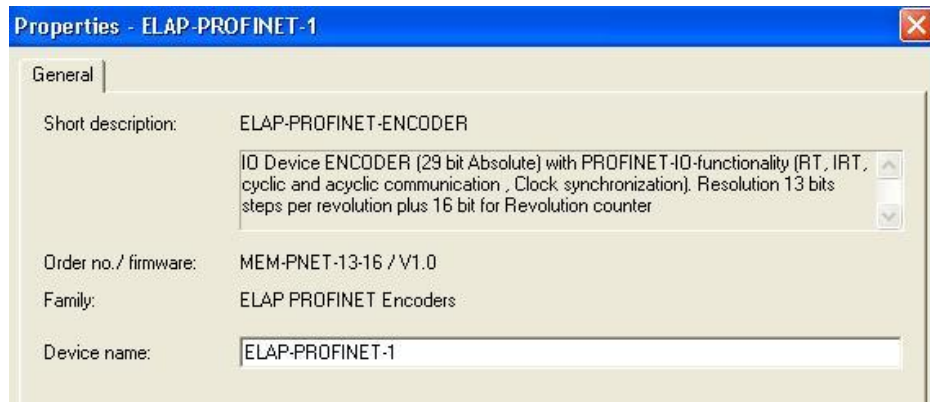 Properties - ELAP-PROFINET-1
General
Short description: ELAP-PROFINET-ENCODER
IO Device ENCODER (29 bit Absolute) with PROFINET-IO-functionality (RT, IRT,
cyclic and acyclic communication , Clock synchronization). Resolution 13 bits
steps per revolution plus 16 bit for Revolution counter
Order no./ firmware: MEM-PNET-13-16 / V1.0
Family: ELAP PROFINET Encoders
Device name: ELAP-PROFINET-1